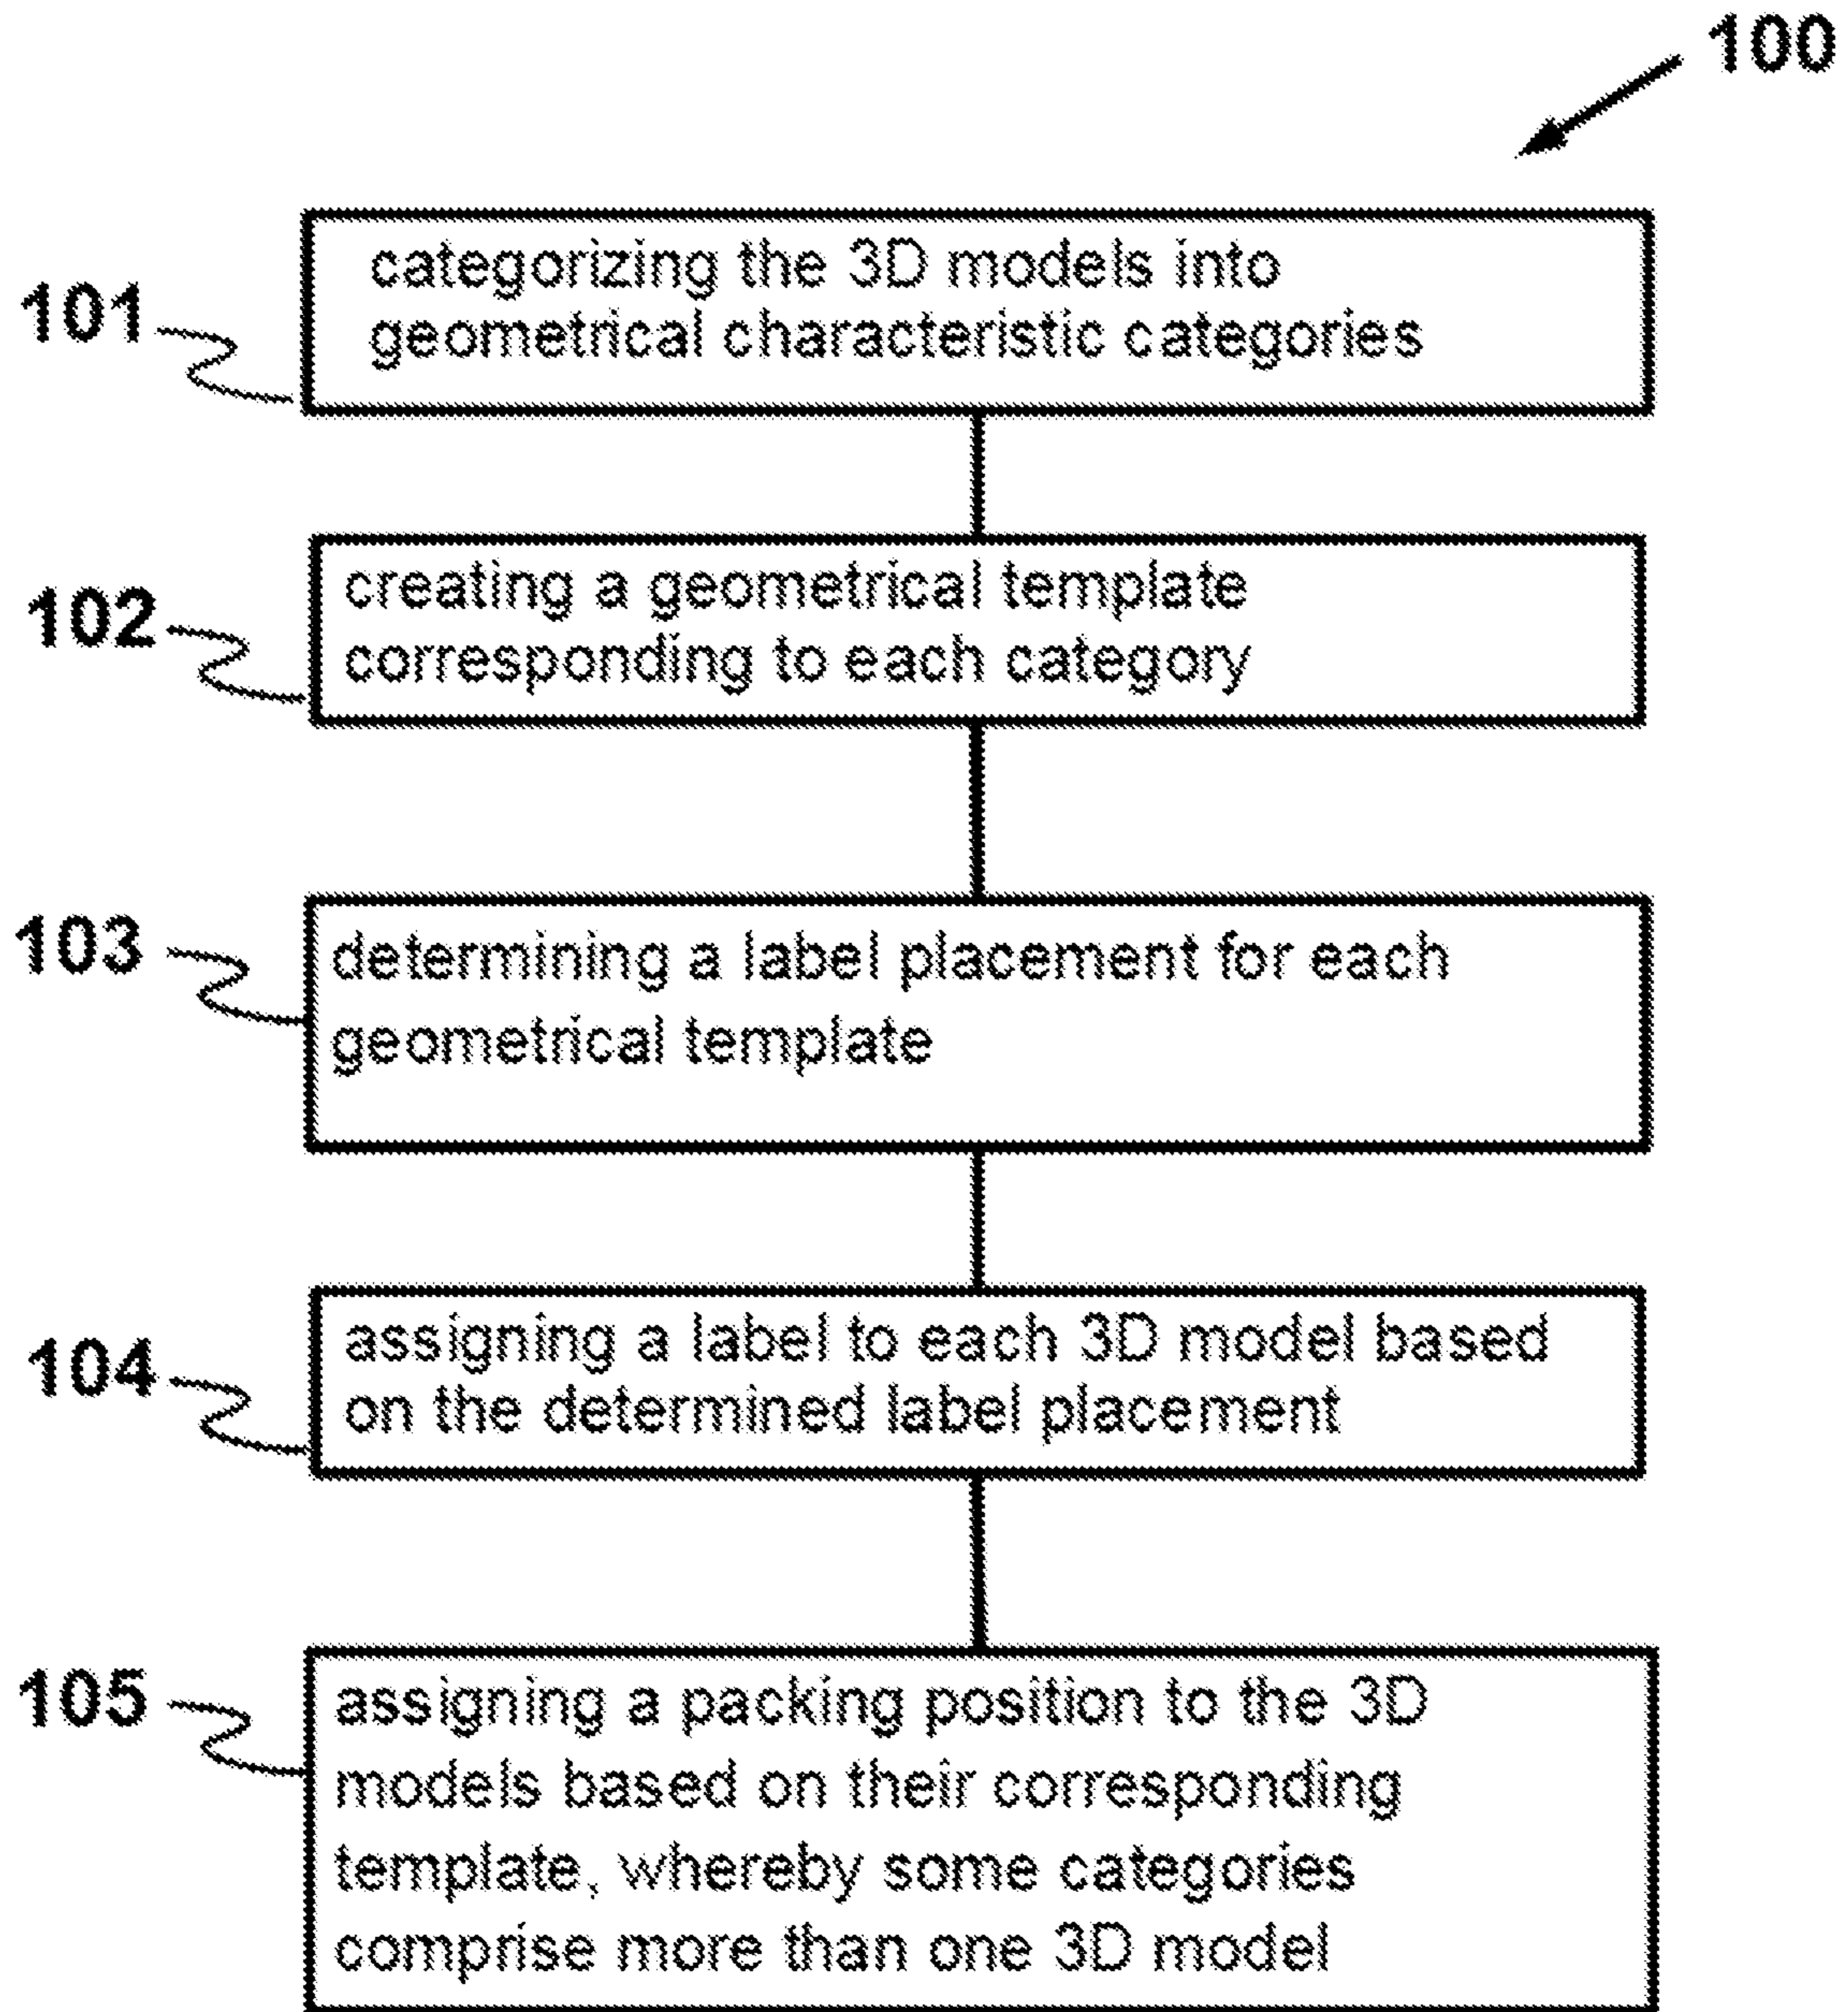 100
101
categorizing the 3D models into
geometrical characteristic categories
102
creating a geometrical template
corresponding to each category
103
determining a label placement for each
geometrical template
104
assigning a label to each 3D model based
on the determined label placement
105
assigning a packing position to the 3D
models based on their corresponding
template, whereby some categories
comprise more than one 3D model